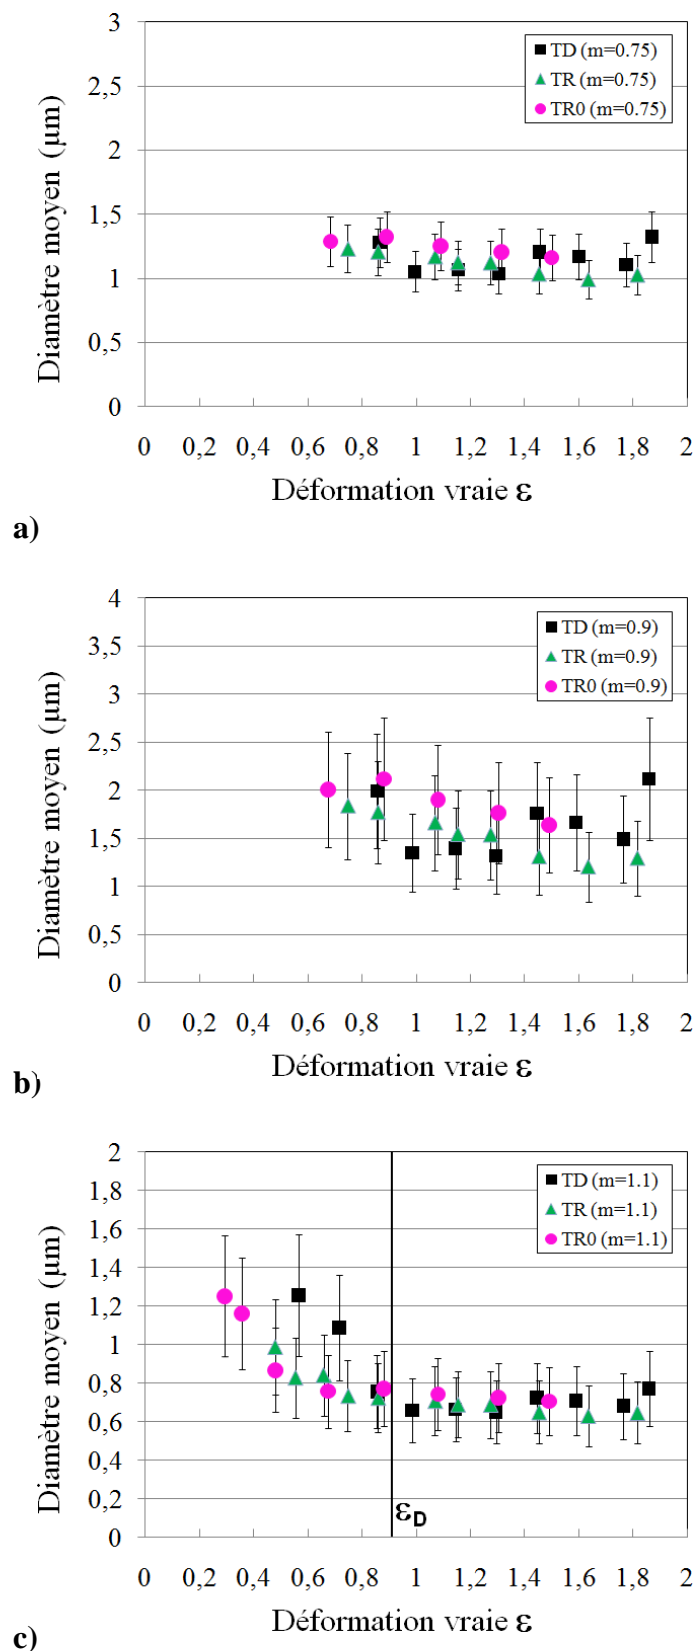 3
2,5
2
1,5
1
0,5
0
Diamètre moyen (µm)
TD (m=0.75)
TR (m=0.75)
TR0 (m=0.75)
0 0,2 0,4 0,6 0,8 1 1,2 1,4 1,6 1,8 2
Déformation vraie ε
a)
4
3,5
3
2,5
2
1,5
1
0,5
0
Diamètre moyen (µm)
TD (m=0.9)
TR (m=0.9)
TR0 (m=0.9)
0 0,2 0,4 0,6 0,8 1 1,2 1,4 1,6 1,8 2
Déformation vraie ε
b)
2
1,8
1,6
1,4
1,2
1
0,8
0,6
0,4
0,2
0
Diamètre moyen (µm)
TD (m=1.1)
TR (m=1.1)
TR0 (m=1.1)
εD
0 0,2 0,4 0,6 0,8 1 1,2 1,4 1,6 1,8 2
Déformation vraie ε
c)